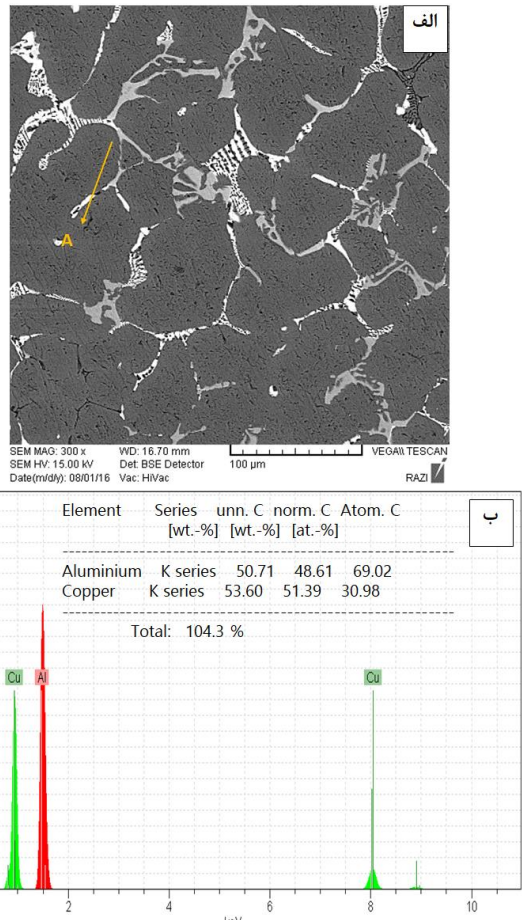 الف
A
SEM MAG: 300 x WD: 16.70 mm VEGA\\ TESCAN
SEM HV: 15.00 kV Det: BSE Detector 100 µm
Date(m/d/y): 08/01/16 Vac: HiVac RAZI
ب
Element Series unn. C norm. C Atom. C
[wt.-%] [wt.-%] [at.-%]
Aluminium K series 50.71 48.61 69.02
Copper K series 53.60 51.39 30.98
Total: 104.3 %
Cu Al Cu
2 4 6 8 10